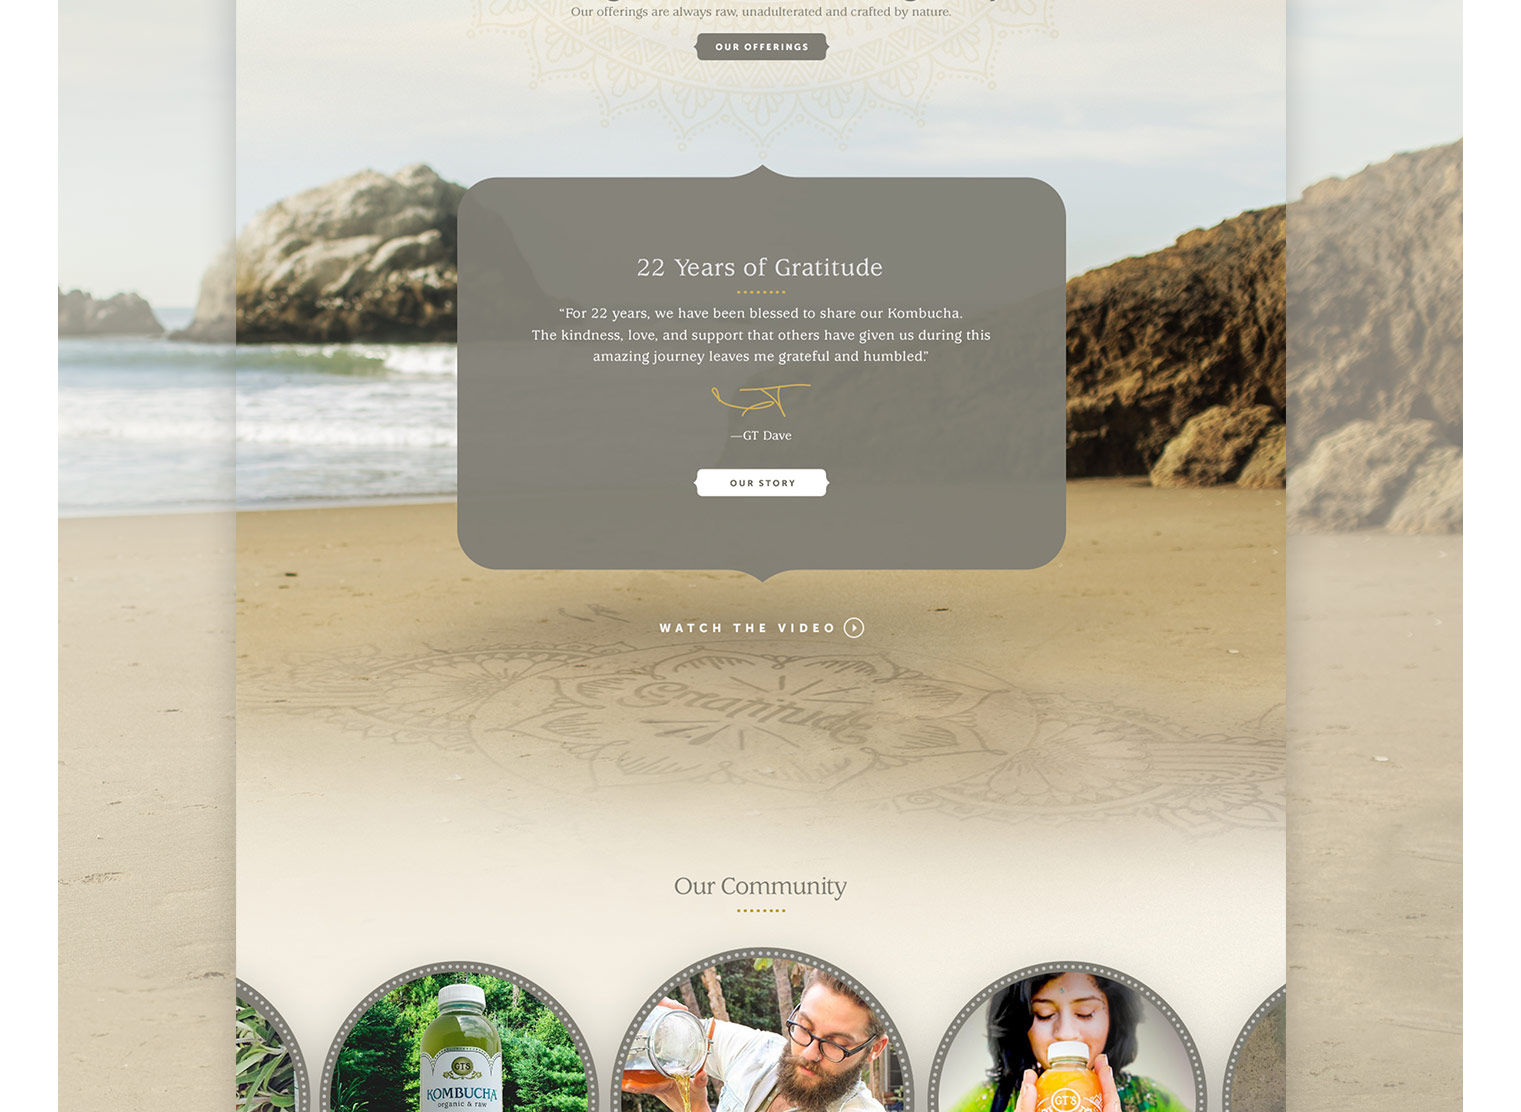 Our offerings are always raw, unadulterated and crafted by nature.
OUR OFFERINGS
22 Years of Gratitude
“For 22 years, we have been blessed to share our Kombucha.
The kindness, love, and support that others have given us during this
amazing journey leaves me grateful and humbled.”
—GT Dave
OUR STORY
WATCH THE VIDEO
Gratitude
Our Community
GT'S
KOMBUCHA
organic & raw
GT'S